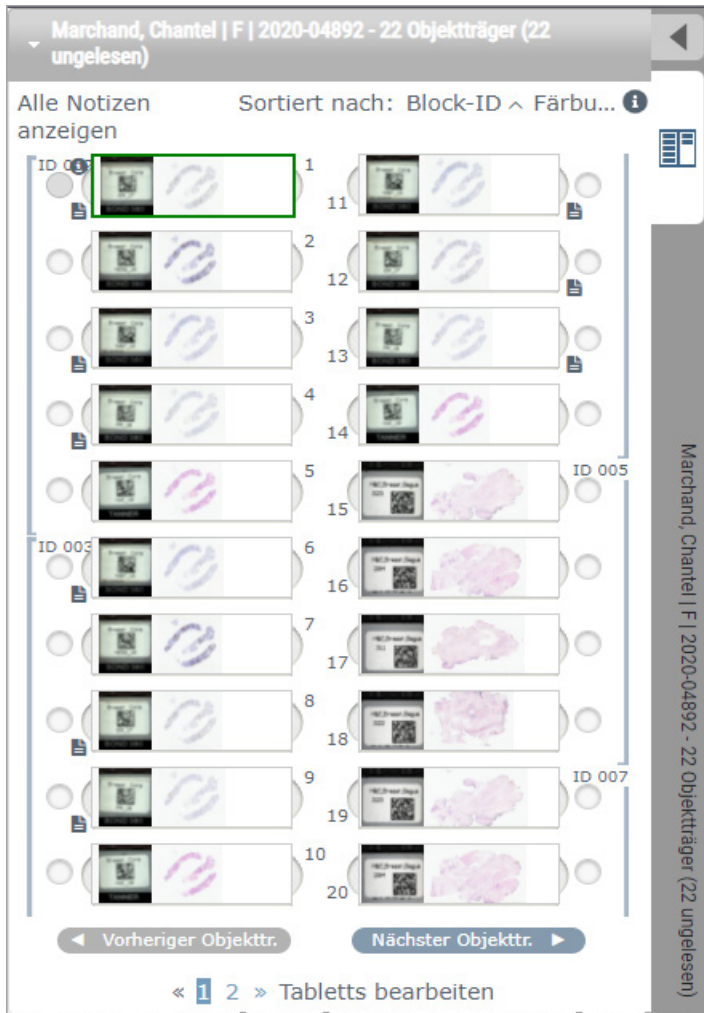 Marchand, Chantel | F | 2020-04892 - 22 Objektträger (22
ungelesen)
Alle Notizen
anzeigen
Sortiert nach: Block-ID ^ Färbu...
1
2
3
4
5
ID 003
6
7
8
9
10
11
12
13
14
ID 005
15
16
17
18
ID 007
19
20
Vorheriger Objekttr.
Nächster Objekttr.
« 1 2 » Tabletts bearbeiten
Marchand, Chantel | F | 2020-04892 - 22 Objektträger (22 ungelesen)